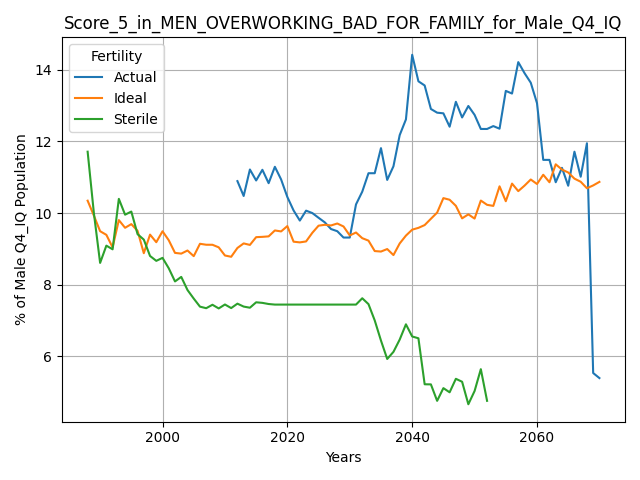 Score_5_in_MEN_OVERWORKING_BAD_FOR_FAMILY_for_Male_Q4_IQ
Fertility
Actual
Ideal
Sterile
% of Male Q4_IQ Population
14
12
10
8
6
2000
2020
2040
2060
Years